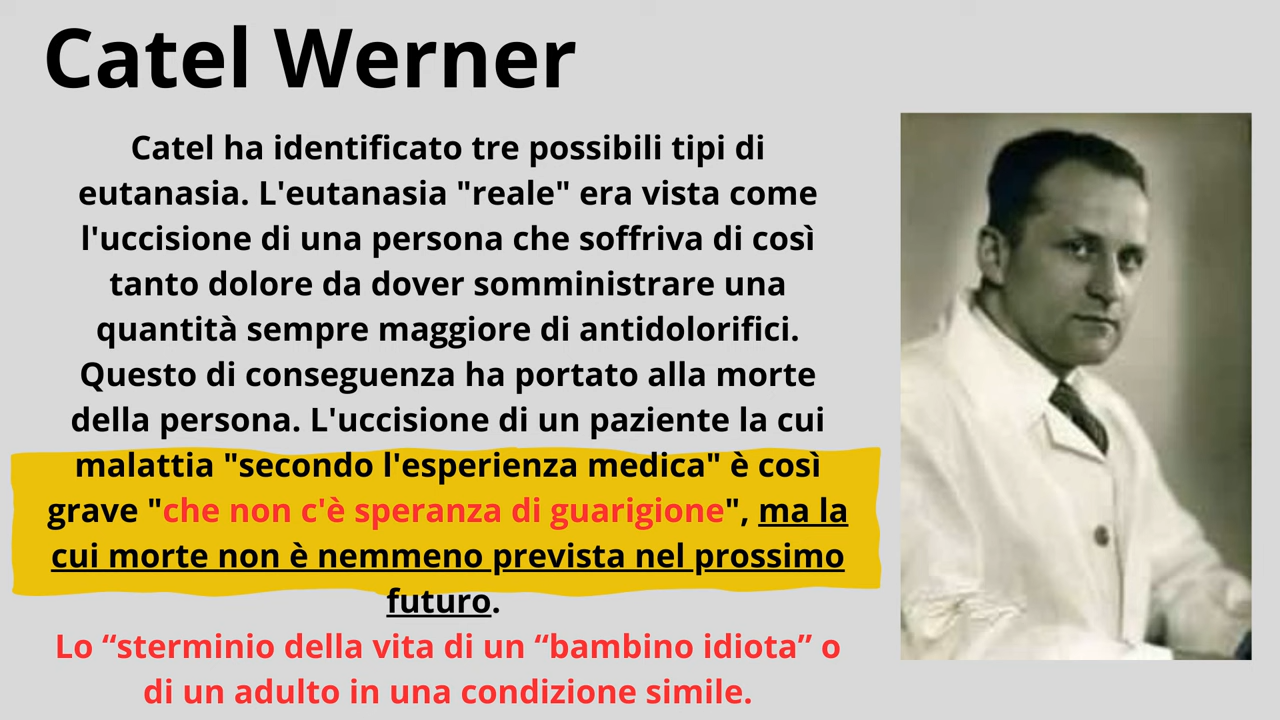 Catel Werner
Catel ha identificato tre possibili tipi di
eutanasia. L'eutanasia "reale" era vista come
l'uccisione di una persona che soffriva di così
tanto dolore da dover somministrare una
quantità sempre maggiore di antidolorifici.
Questo di conseguenza ha portato alla morte
della persona. L'uccisione di un paziente la cui
malattia "secondo l'esperienza medica" è così
grave "che non c'è speranza di guarigione", ma la
cui morte non è nemmeno prevista nel prossimo
futuro.
Lo “sterminio della vita di un “bambino idiota” o
di un adulto in una condizione simile.